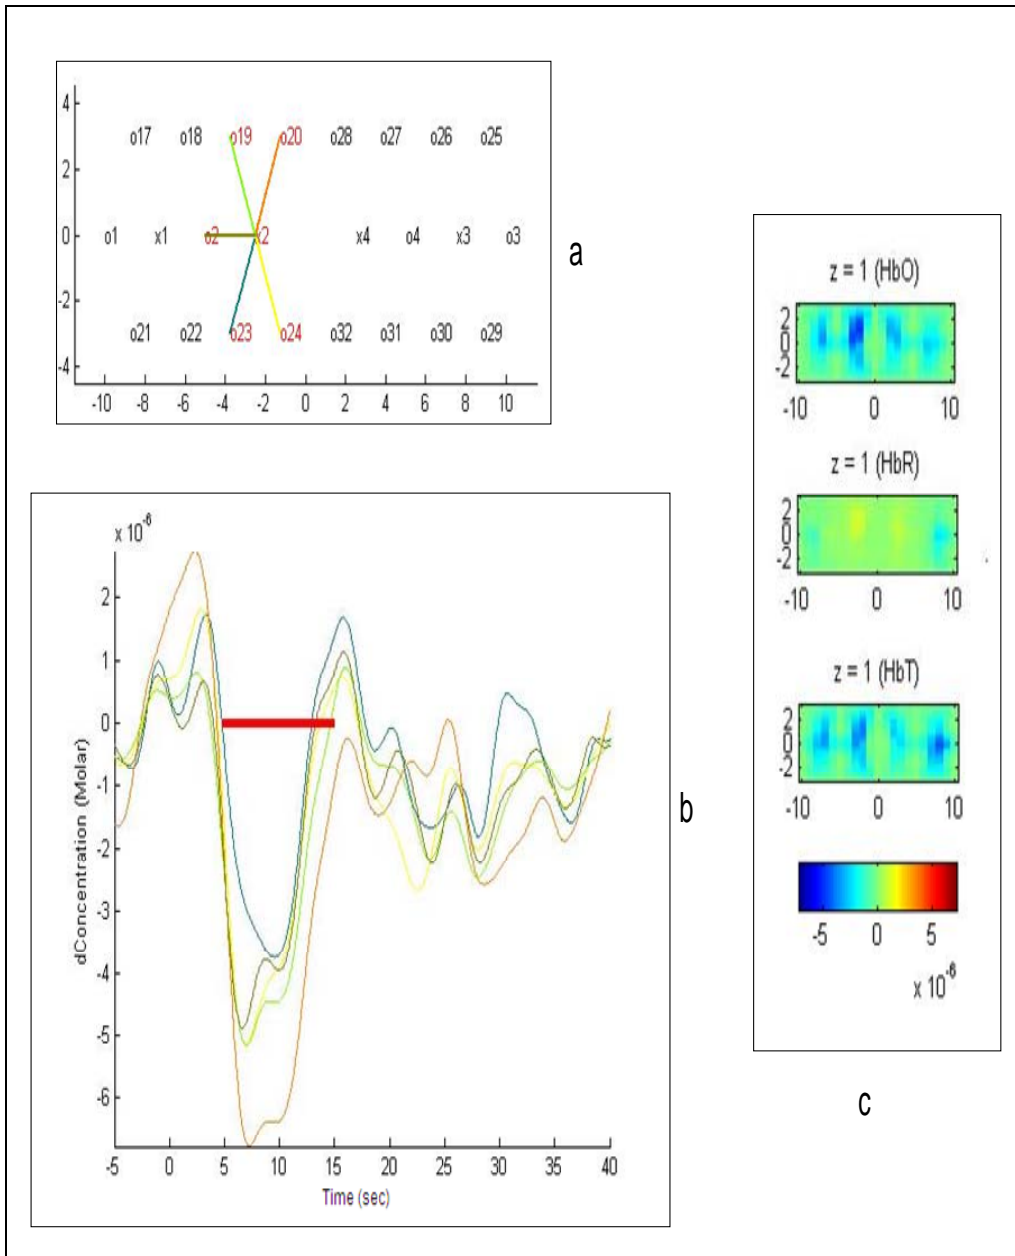 4
o17 o18 o19 o20 o28 o27 o26 o25
2
0 o1 x1 o2 x2 x4 o4 x3 o3
-2
o21 o22 o23 o24 o32 o31 o30 o29
-4
-10 -8 -6 -4 -2 0 2 4 6 8 10
a
x 10⁻⁶
2
1
0
-1
-2
-3
-4
-5
-6
dConcentration (Molar)
-5 0 5 10 15 20 25 30 35 40
Time (sec)
b
z = 1 (HbO)
2
0
-2
-10 0 10
z = 1 (HbR)
2
0
-2
-10 0 10
z = 1 (HbT)
2
0
-2
-10 0 10
-5 0 5
x 10⁻⁶
c